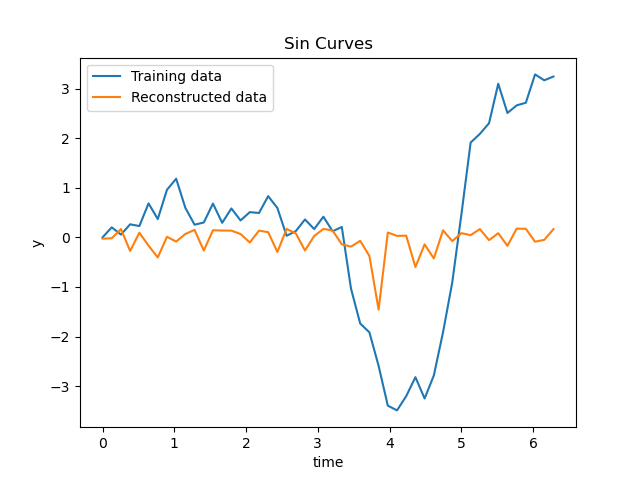 Sin Curves
Training data
Reconstructed data
3
2
1
0
−1
−2
−3
y
0 1 2 3 4 5 6
time